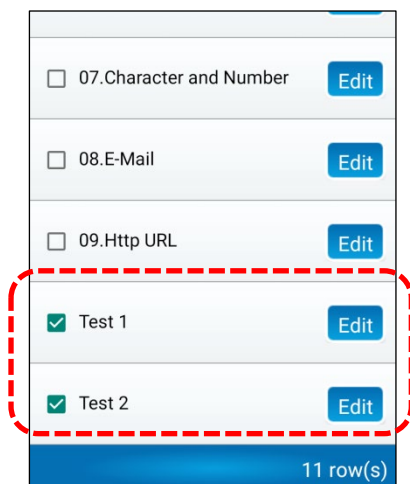 07.Character and Number Edit
08.E-Mail Edit
09.Http URL Edit
Test 1 Edit
Test 2 Edit
11 row(s)